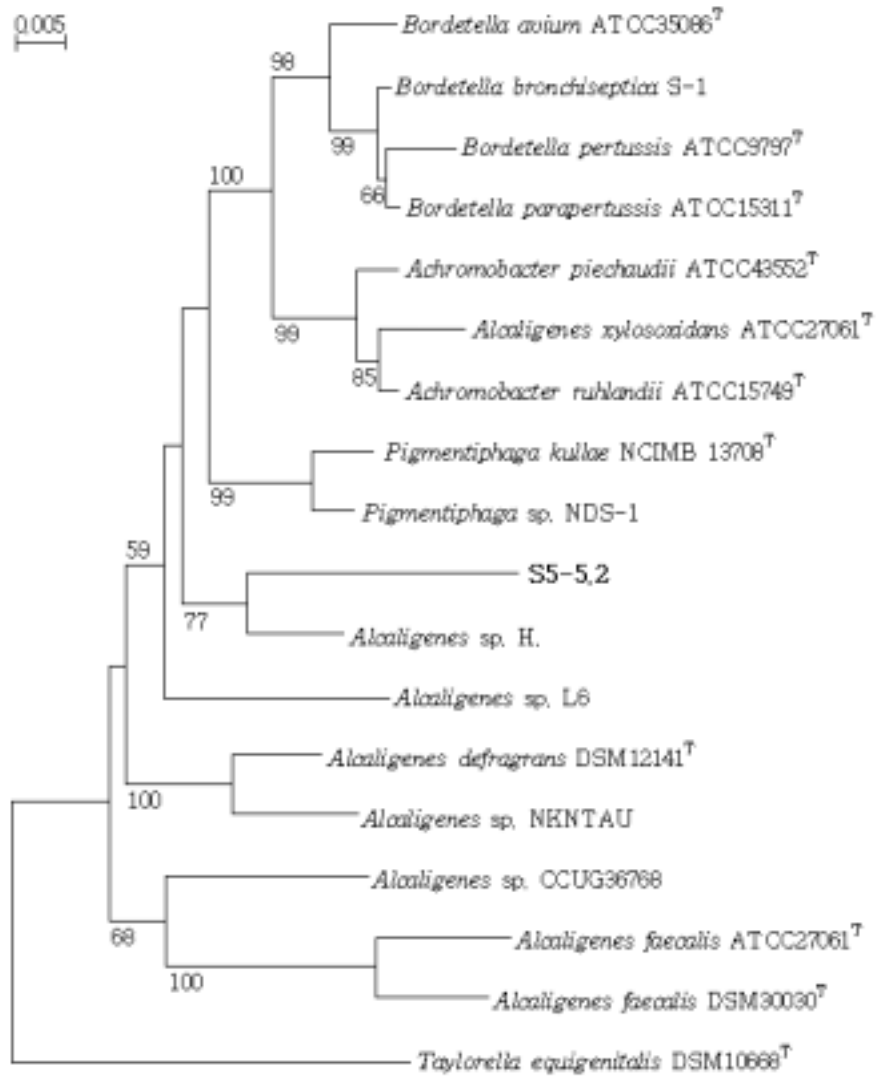 0.005
Bordetella avium ATCC35086T
98
Bordetella bronchiseptica S-1
99
Bordetella pertussis ATCC9797T
100
66
Bordetella parapertussis ATCC15311T
Achromobacter piechaudii ATCC43552T
99
Alcaligenes xylosoxidans ATCC27061T
85
Achromobacter ruhlandii ATCC15749T
Pigmentiphaga kullae NCIMB 13708T
99
Pigmentiphaga sp. NDS-1
59
S5-5,2
77
Alcaligenes sp. H.
Alcaligenes sp. L6
Alcaligenes defragrans DSM12141T
100
Alcaligenes sp. NKNTAU
Alcaligenes sp. CCUG36768
68
Alcaligenes faecalis ATCC27061T
100
Alcaligenes faecalis DSM30030T
Taylorella equigenitalis DSM10668T